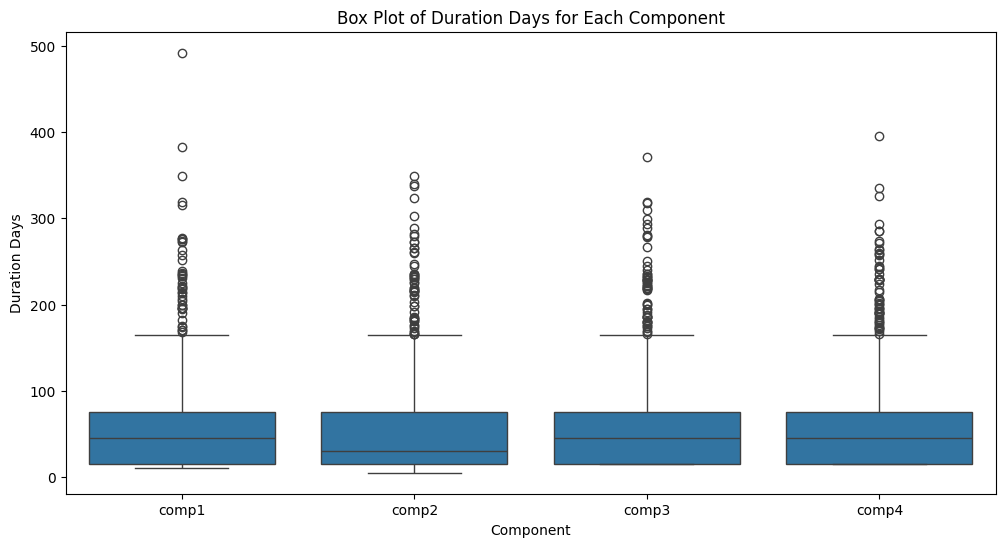 Box Plot of Duration Days for Each Component
500
400
300
200
100
0
Duration Days
comp1 comp2 comp3 comp4
Component